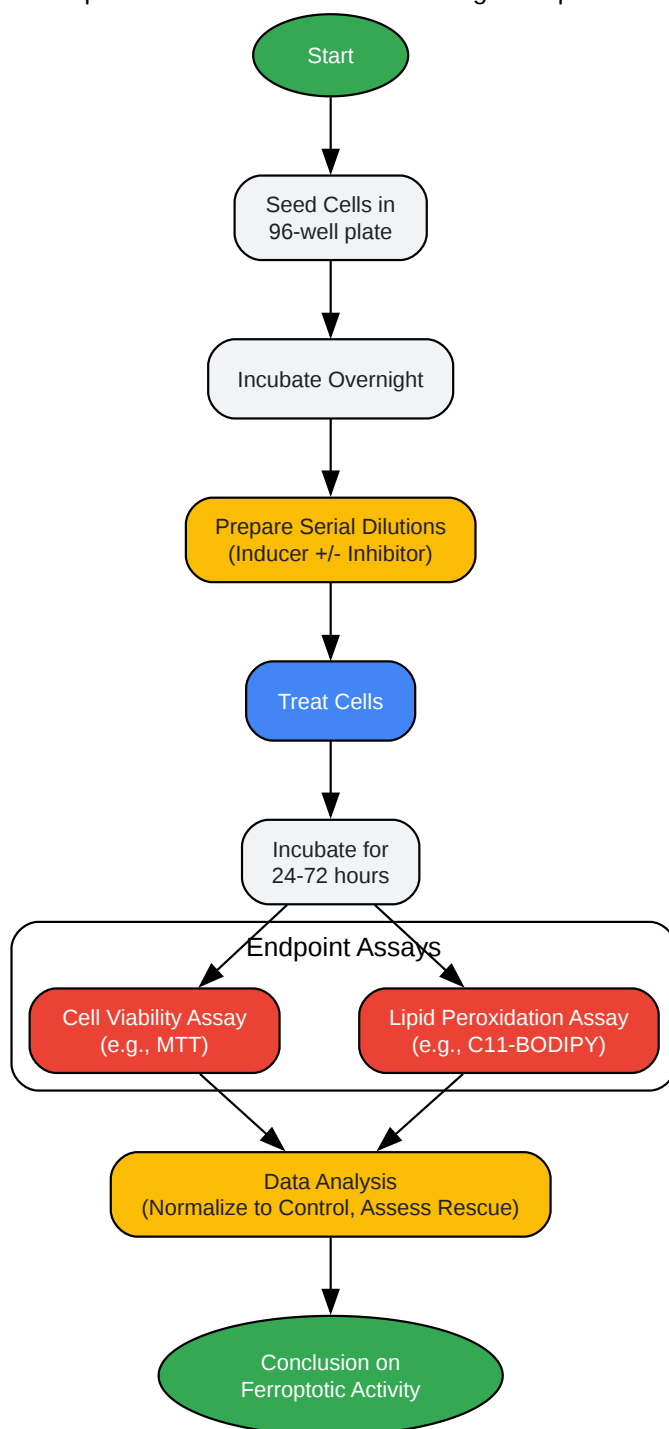 Start
Seed Cells in
96-well plate
Incubate Overnight
Prepare Serial Dilutions
(Inducer +/- Inhibitor)
Treat Cells
Incubate for
24-72 hours
Endpoint Assays
Cell Viability Assay
(e.g., MTT)
Lipid Peroxidation Assay
(e.g., C11-BODIPY)
Data Analysis
(Normalize to Control, Assess Rescue)
Conclusion on
Ferroptotic Activity